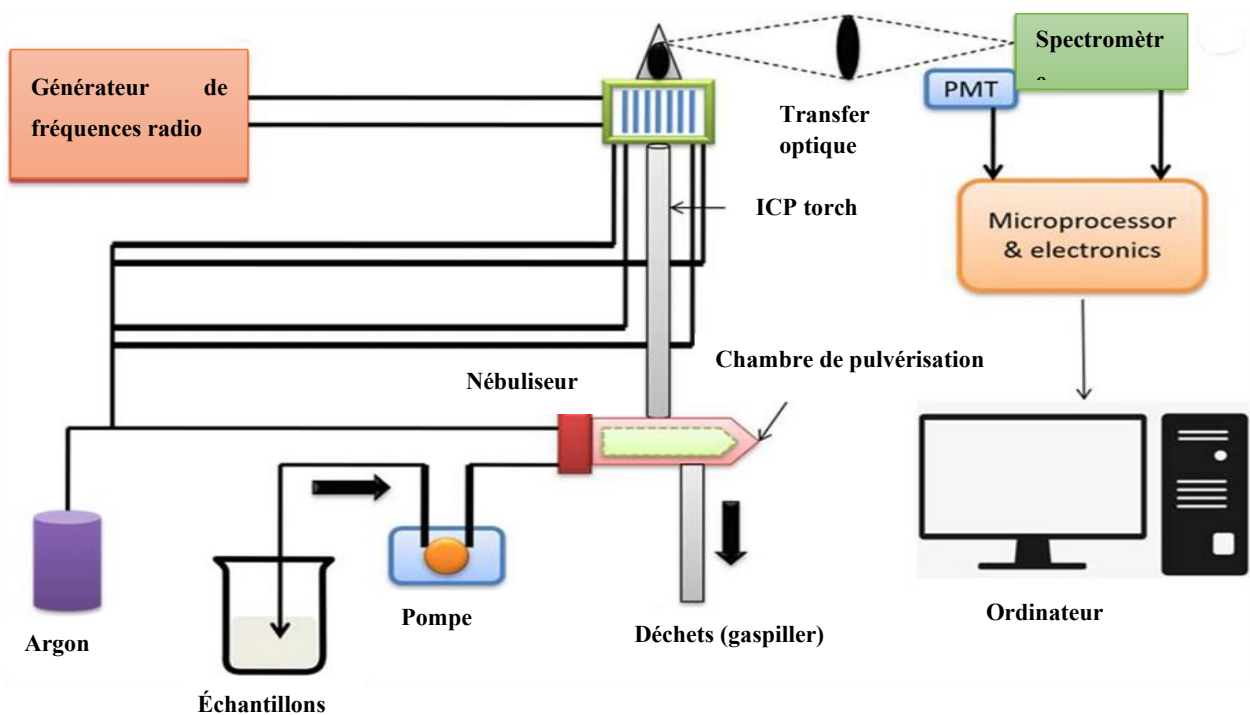 Générateur de
fréquences radio
Spectromètr
PMT
Transfer
optique
ICP torch
Microprocessor
& electronics
Chambre de pulvérisation
Nébuliseur
Pompe
Ordinateur
Déchets (gaspiller)
Argon
Échantillons